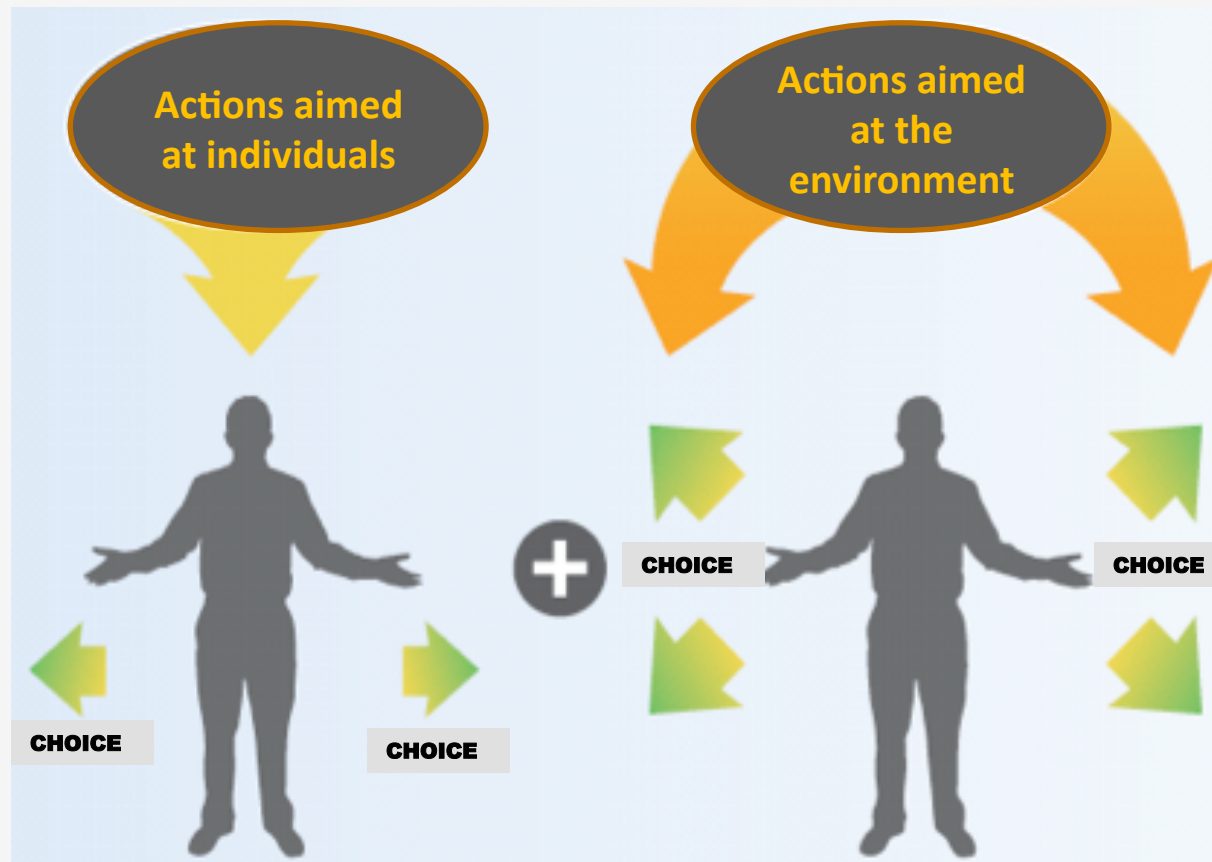 Actions aimed
at individuals
Actions aimed
at the
environment
CHOICE
CHOICE
CHOICE
CHOICE